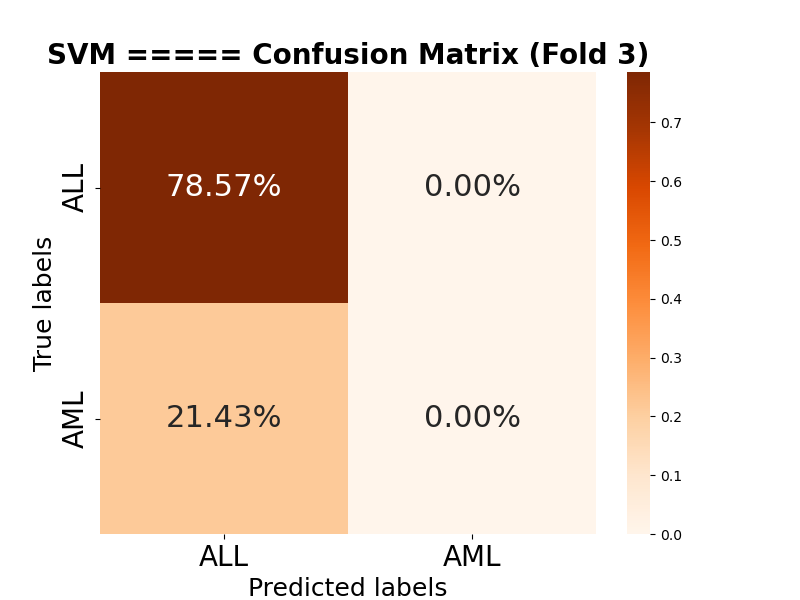 SVM ===== Confusion Matrix (Fold 3)
True labels
ALL
78.57%
0.00%
AML
21.43%
0.00%
ALL
AML
Predicted labels
0.7
0.6
0.5
0.4
0.3
0.2
0.1
0.0